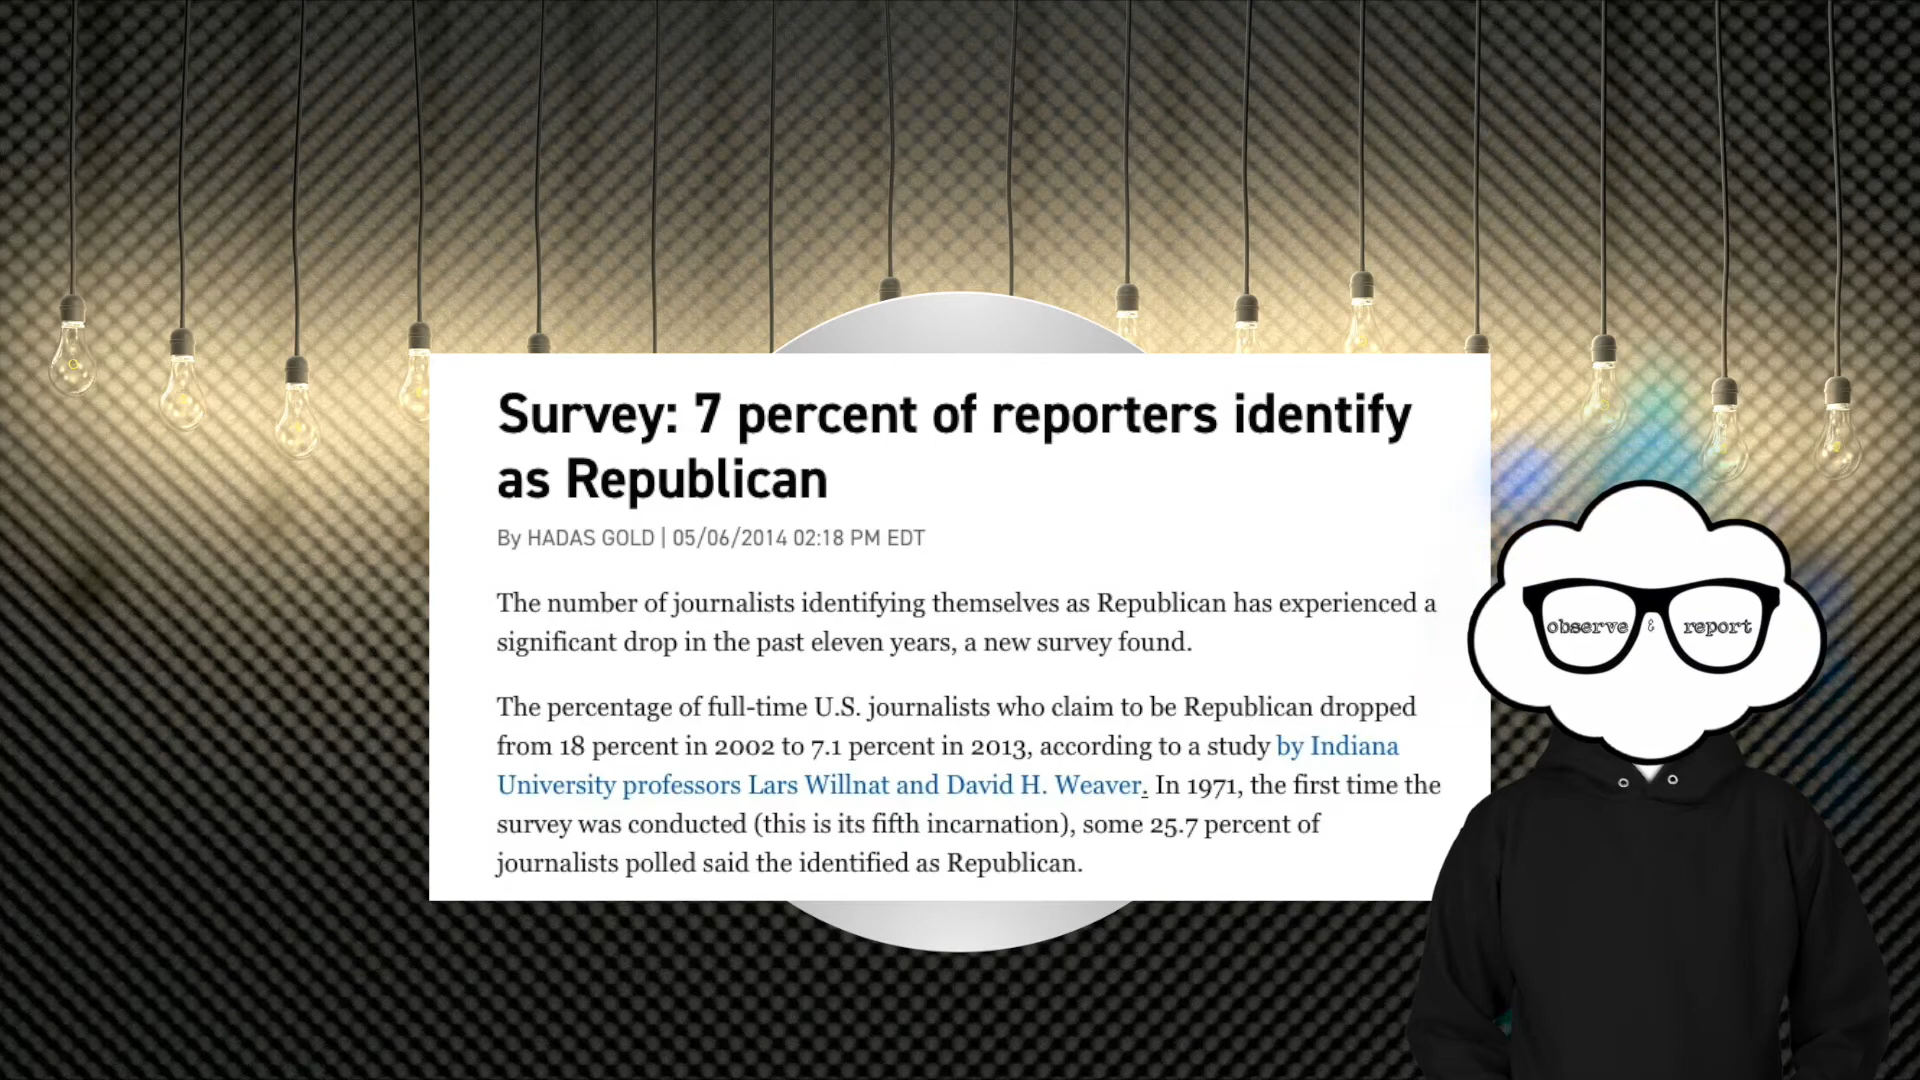 Survey: 7 percent of reporters identify
as Republican
By HADAS GOLD | 05/06/2014 02:18 PM EDT
The number of journalists identifying themselves as Republican has experienced a
significant drop in the past eleven years, a new survey found.
The percentage of full-time U.S. journalists who claim to be Republican dropped
from 18 percent in 2002 to 7.1 percent in 2013, according to a study by Indiana
University professors Lars Willnat and David H. Weaver. In 1971, the first time the
survey was conducted (this is its fifth incarnation), some 25.7 percent of
journalists polled said the identified as Republican.
observe & report